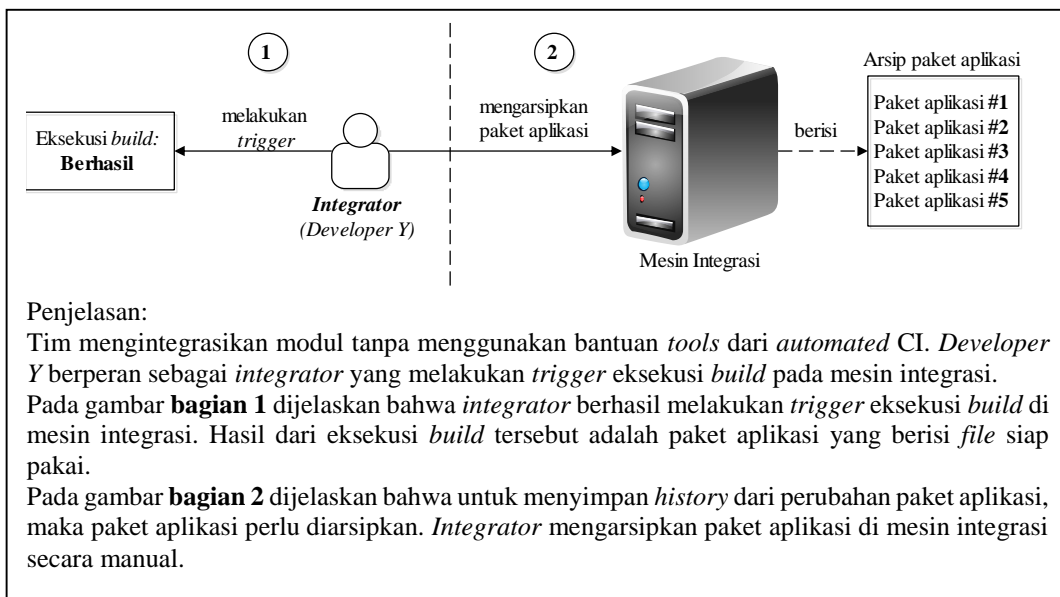 1
2
Eksekusi build:
Berhasil
melakukan
trigger
Integrator
(Developer Y)
mengarsipkan
paket aplikasi
Mesin Integrasi
berisi
Arsip paket aplikasi
Paket aplikasi #1
Paket aplikasi #2
Paket aplikasi #3
Paket aplikasi #4
Paket aplikasi #5
Penjelasan:
Tim mengintegrasikan modul tanpa menggunakan bantuan tools dari automated CI. Developer
Y berperan sebagai integrator yang melakukan trigger eksekusi build pada mesin integrasi.
Pada gambar bagian 1 dijelaskan bahwa integrator berhasil melakukan trigger eksekusi build di
mesin integrasi. Hasil dari eksekusi build tersebut adalah paket aplikasi yang berisi file siap
pakai.
Pada gambar bagian 2 dijelaskan bahwa untuk menyimpan history dari perubahan paket aplikasi,
maka paket aplikasi perlu diarsipkan. Integrator mengarsipkan paket aplikasi di mesin integrasi
secara manual.